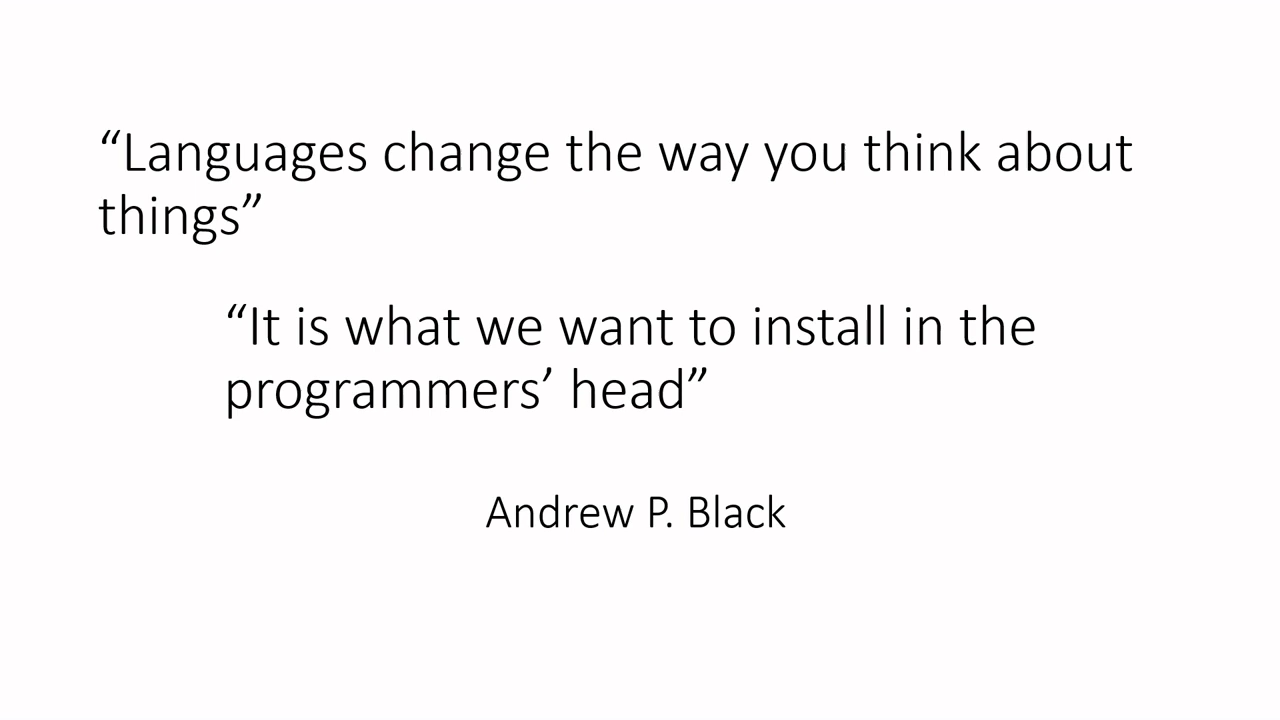 “Languages change the way you think about
things”
“It is what we want to install in the
programmers’ head”
Andrew P. Black